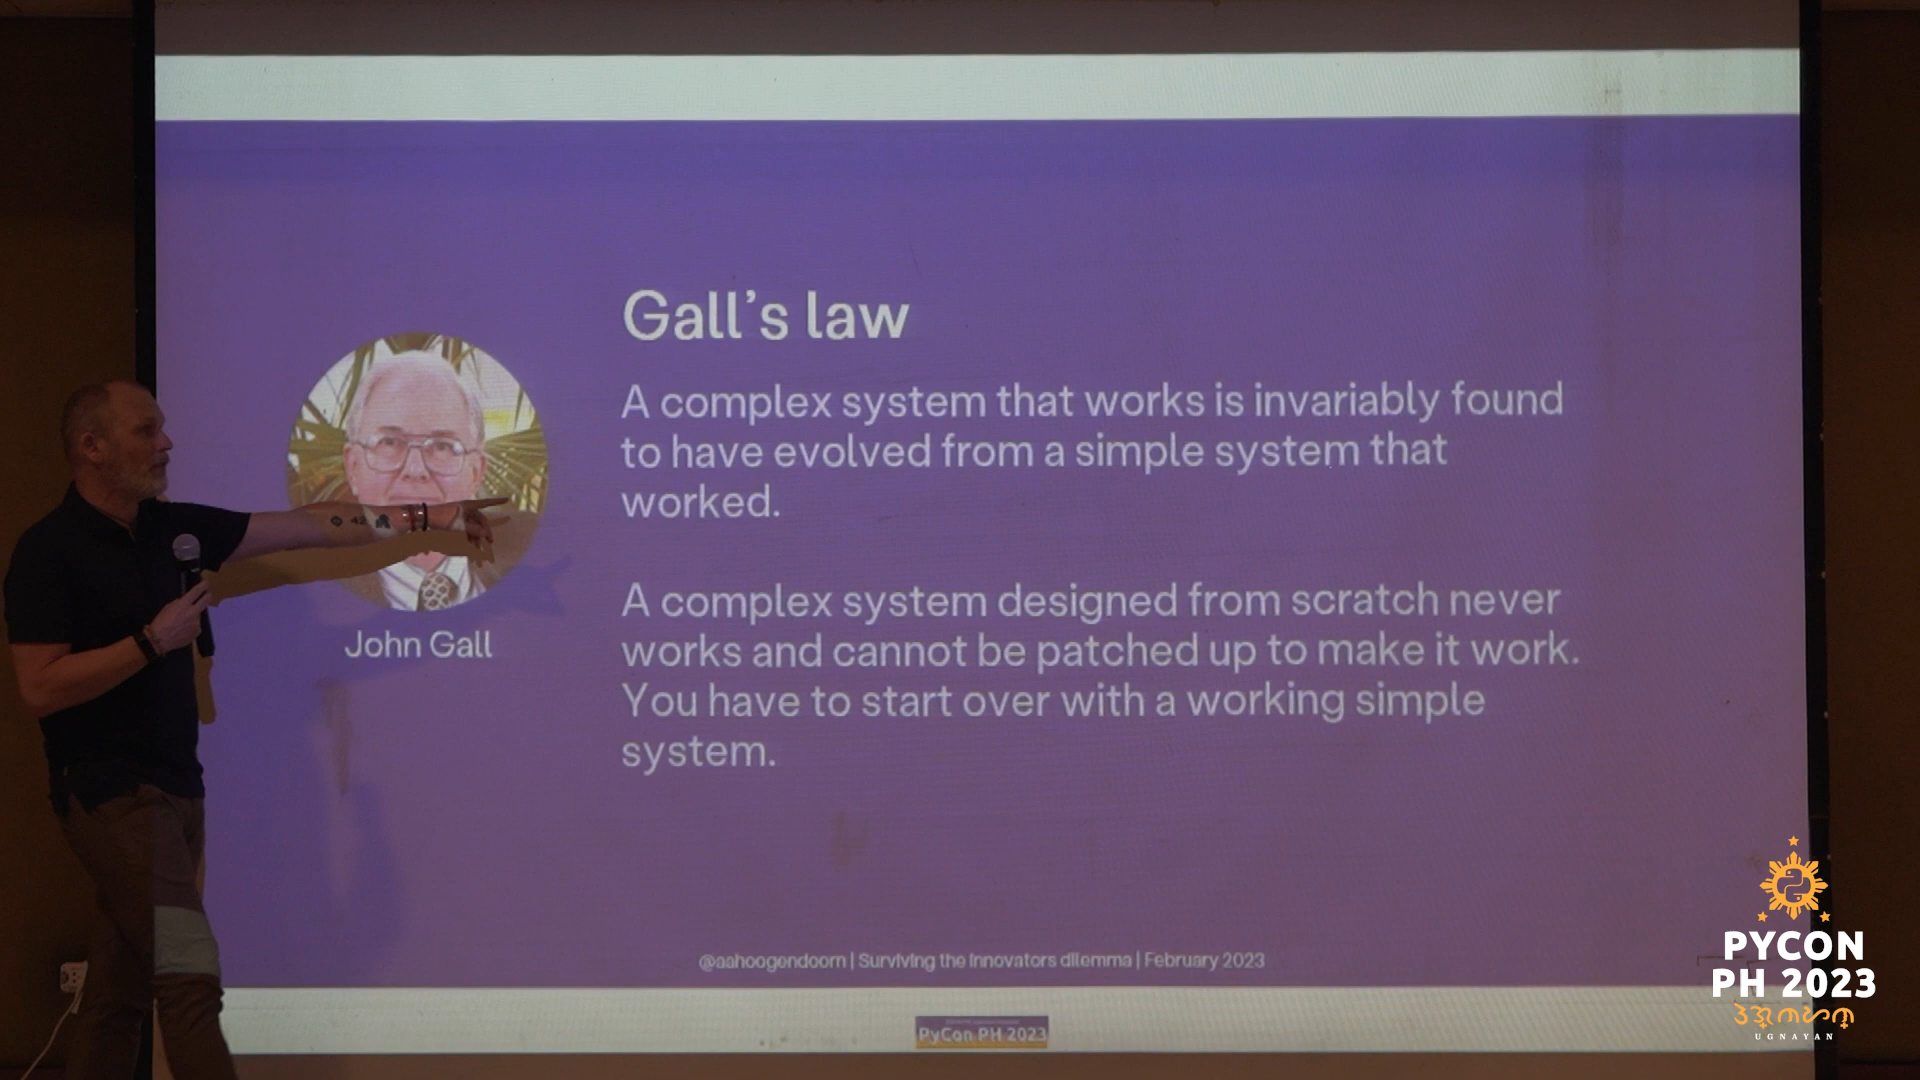 Gall's law
A complex system that works is invariably found
to have evolved from a simple system that
worked.
A complex system designed from scratch never
works and cannot be patched up to make it work.
You have to start over with a working simple
system.
John Gall
42
@aahoogendoorn | Surviving the innovators dilemma | February 2023
PyCon PH 2023
PYCON
PH 2023
UGNAYAN